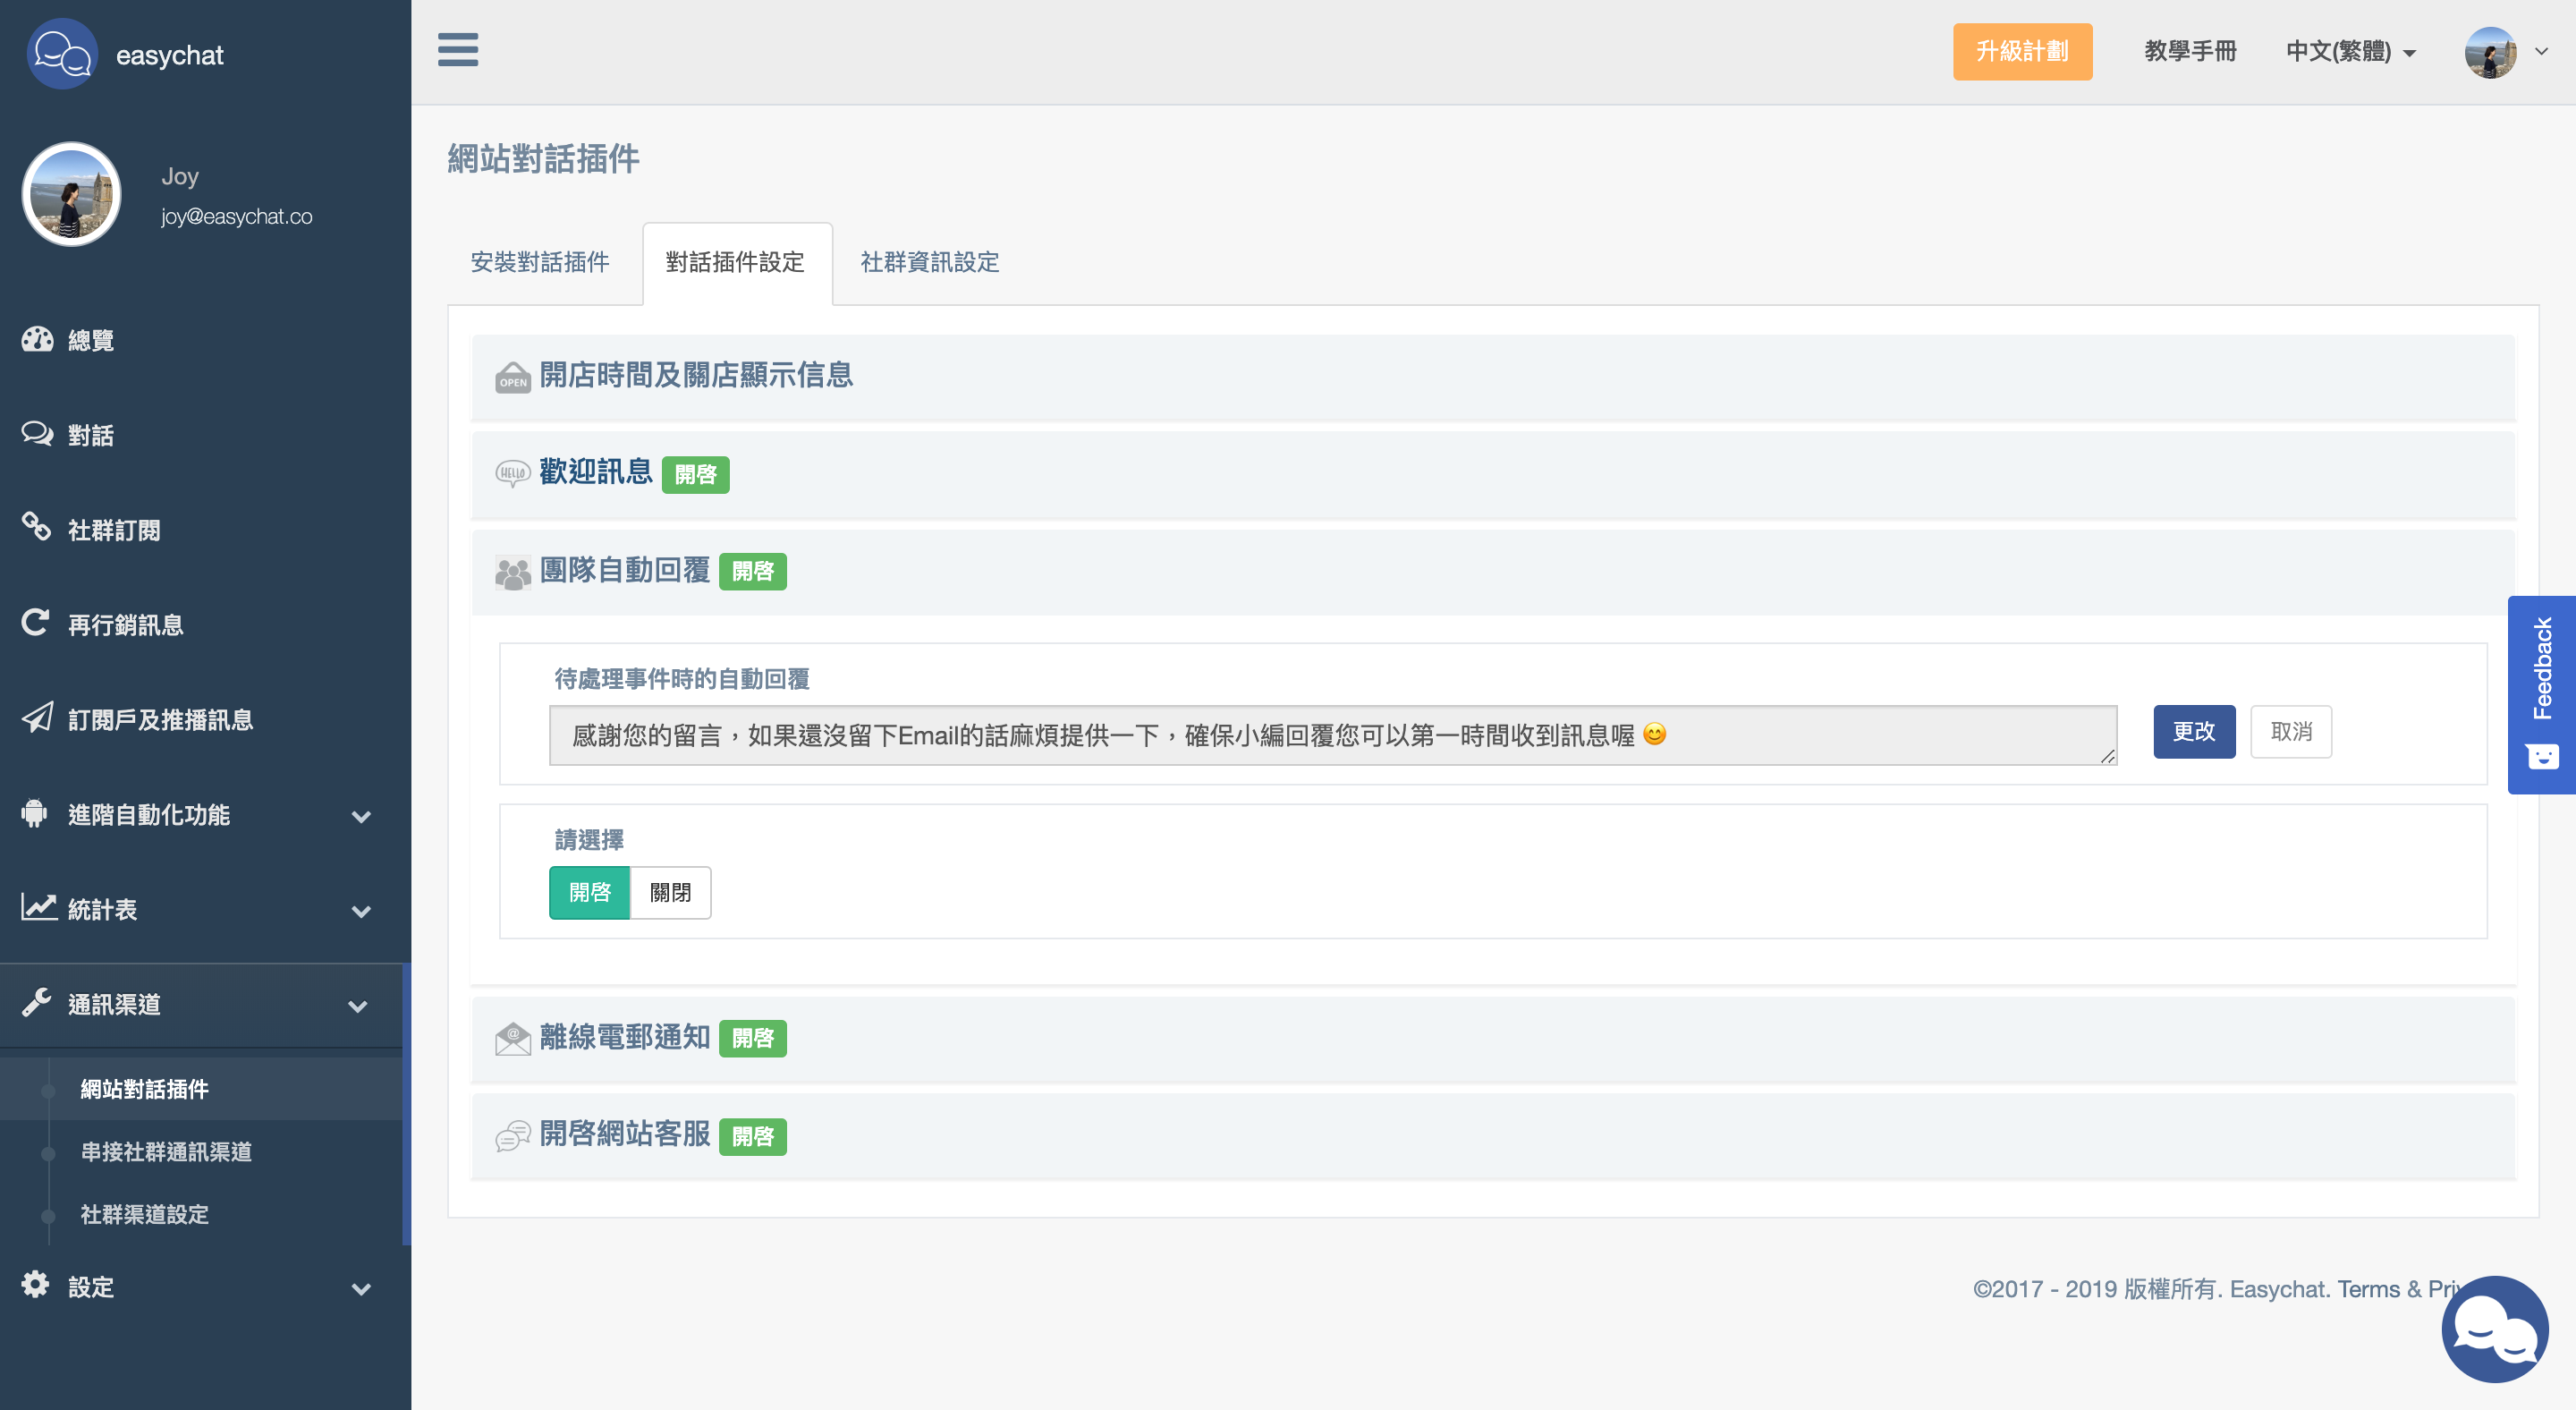 easychat
升級計劃
教學手冊
中文(繁體)
Joy
joy@easychat.co
總覽
對話
社群訂閱
再行銷訊息
訂閱戶及推播訊息
進階自動化功能
統計表
通訊渠道
網站對話插件
串接社群通訊渠道
社群渠道設定
設定
網站對話插件
安裝對話插件
對話插件設定
社群資訊設定
OPEN 開店時間及關店顯示信息
HELLO 歡迎訊息 開啓
團隊自動回覆 開啓
待處理事件時的自動回覆
感謝您的留言，如果還沒留下Email的話麻煩提供一下，確保小編回覆您可以第一時間收到訊息喔 😊
更改
取消
請選擇
開啓
關閉
@ 離線電郵通知 開啓
開啓網站客服 開啓
Feedback
©2017 - 2019 版權所有. Easychat. Terms &